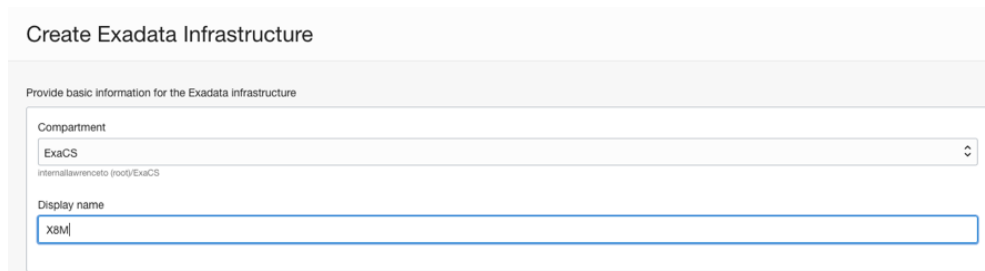 Create Exadata Infrastructure
Provide basic information for the Exadata infrastructure
Compartment
ExaCS
internallawrenceto (root)/ExaCS
Display name
X8M